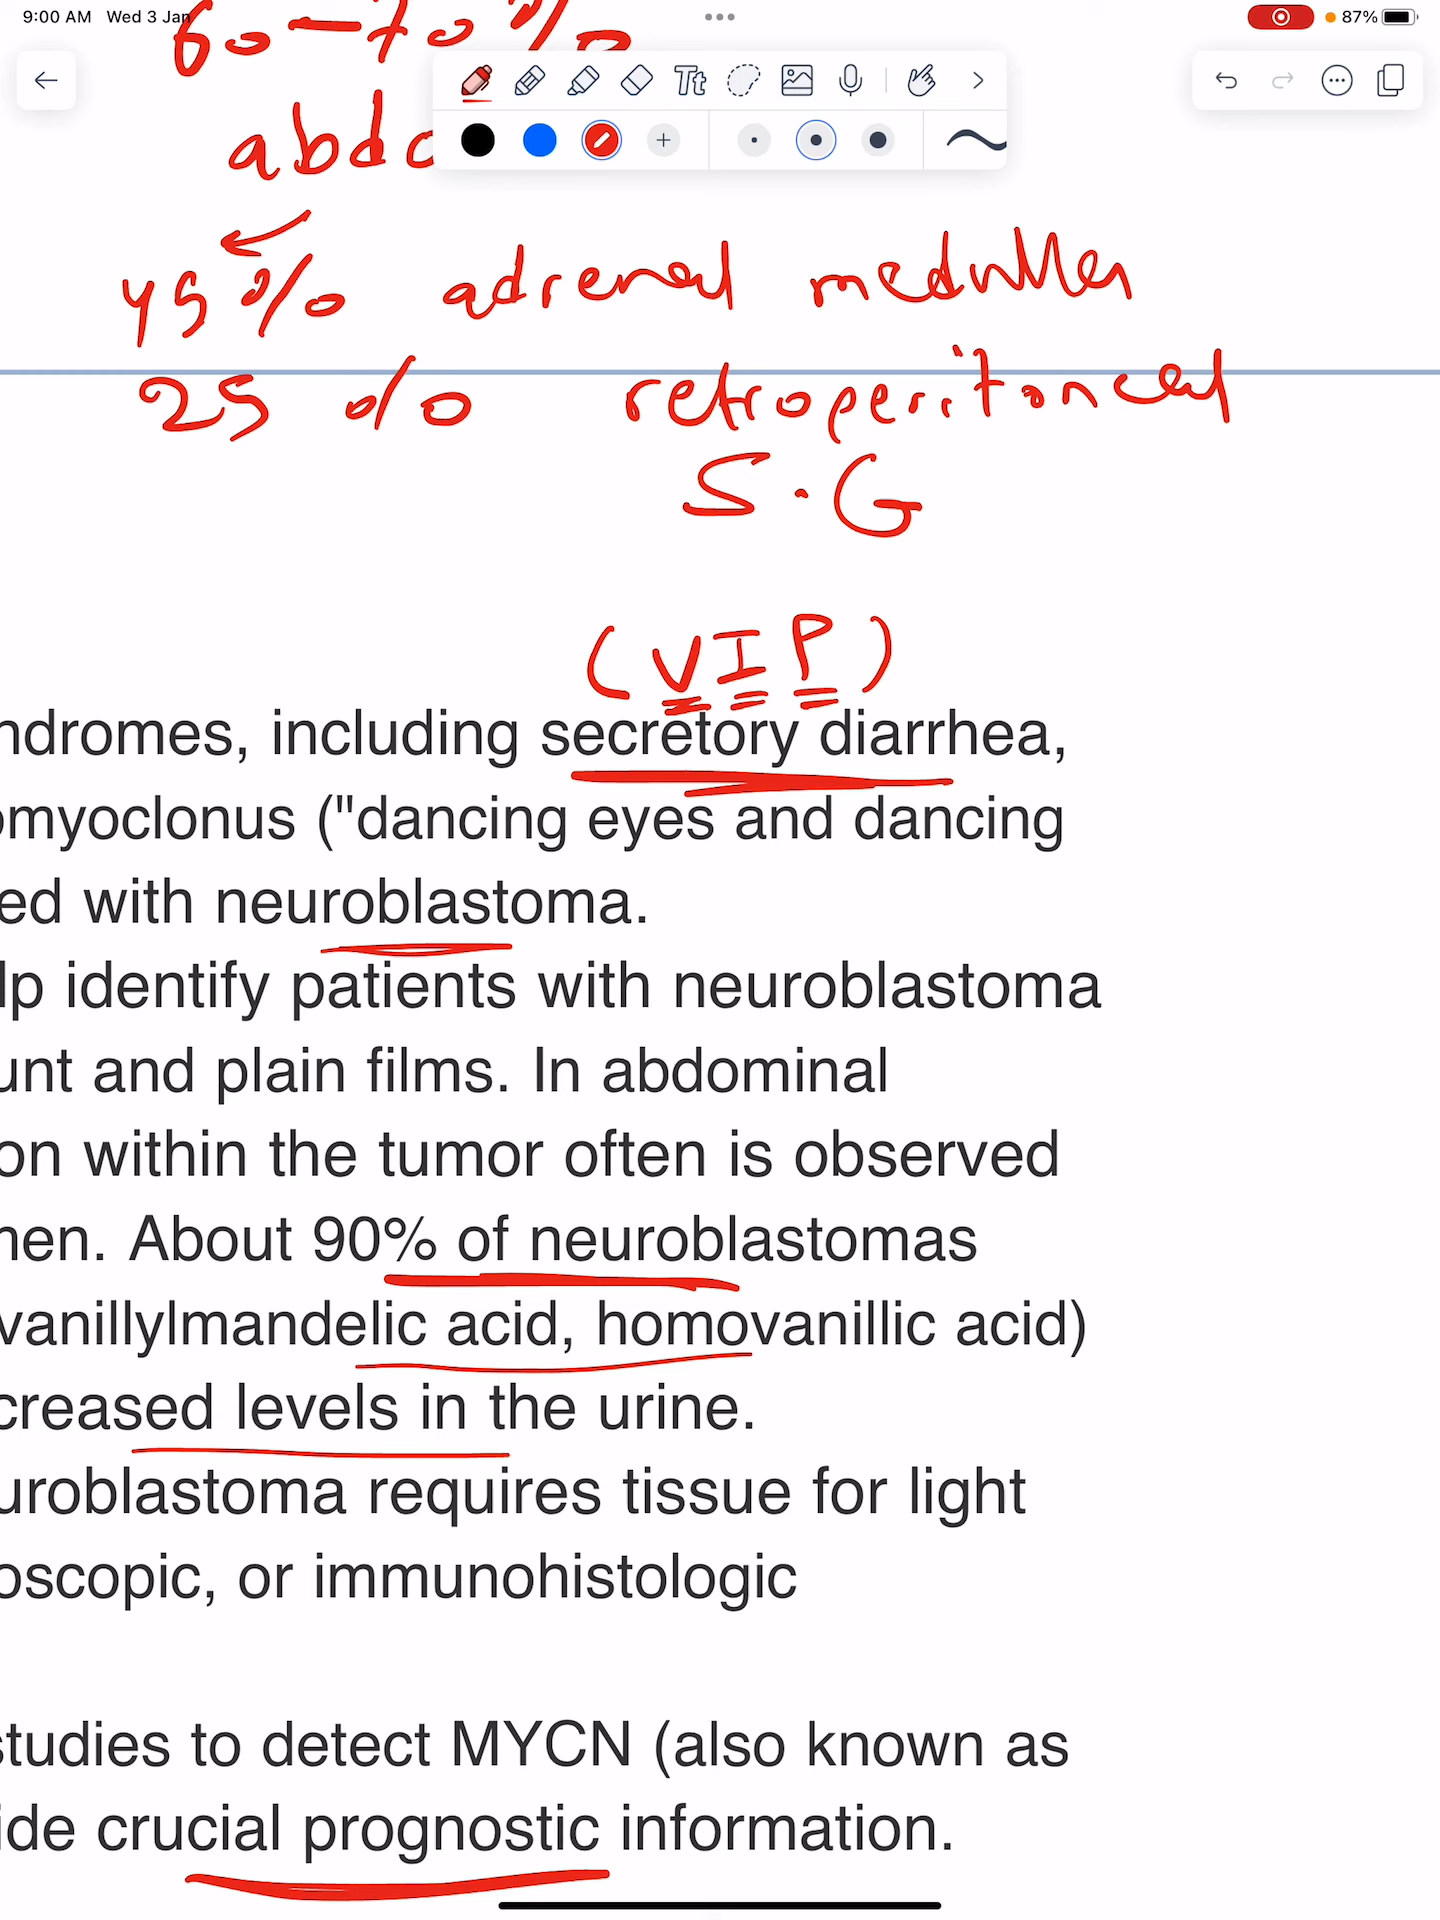 9:00 AM Wed 3 Jan
87%
60-70%
Tt
abdo
45% adrenal medulla
25% retroperitoneal
S.G
(VIP)
ndromes, including secretory diarrhea,
omyoclonus ("dancing eyes and dancing
ed with neuroblastoma.
lp identify patients with neuroblastoma
unt and plain films. In abdominal
on within the tumor often is observed
men. About 90% of neuroblastomas
vanillylmandelic acid, homovanillic acid)
creased levels in the urine.
uroblastoma requires tissue for light
oscopic, or immunohistologic
studies to detect MYCN (also known as
ide crucial prognostic information.